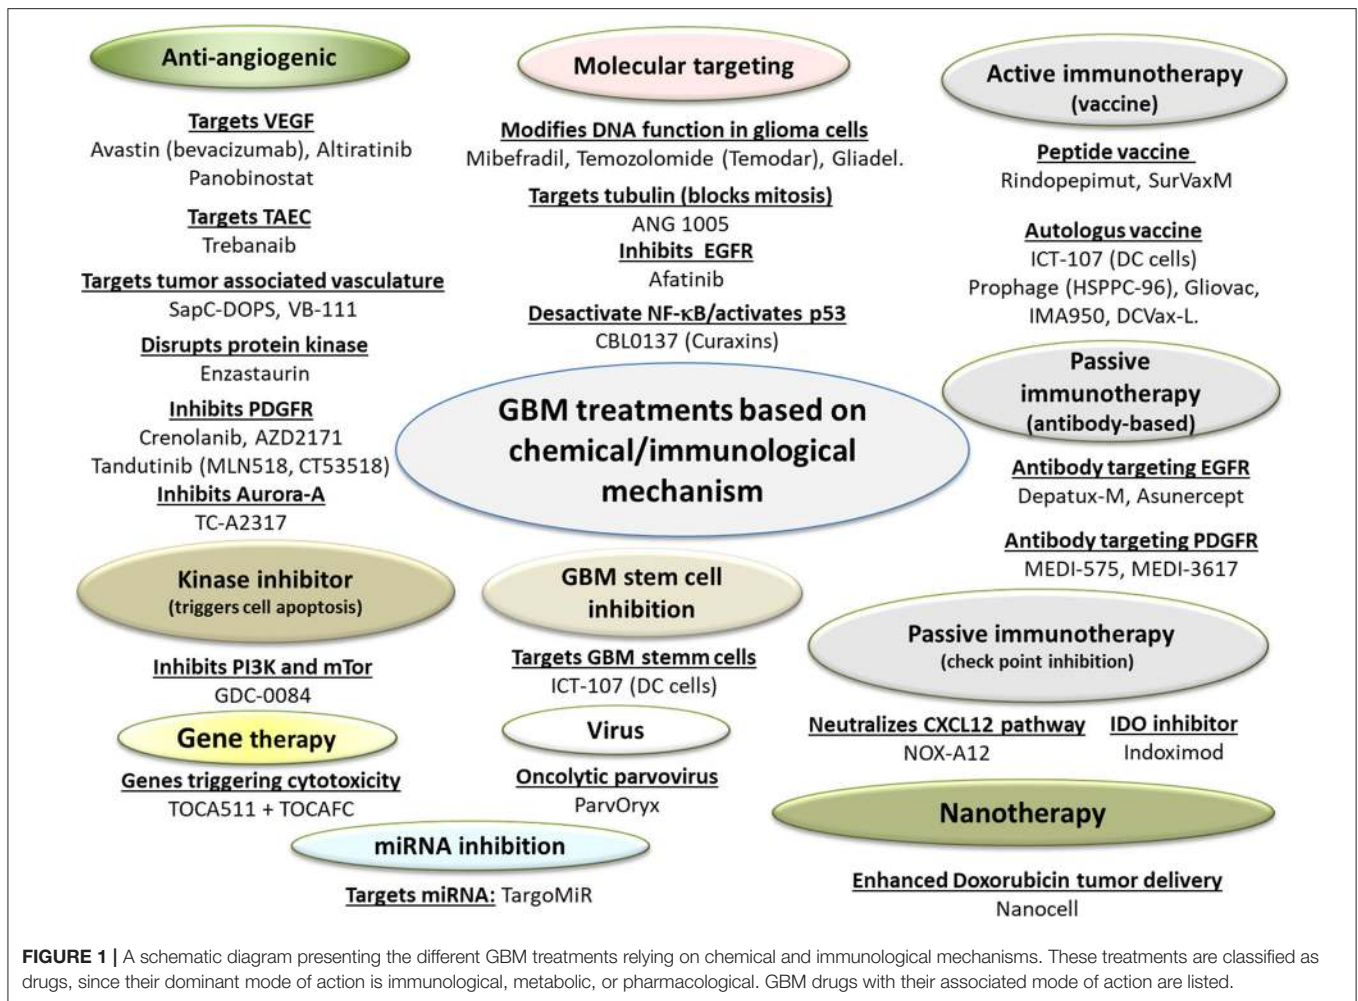 Anti-angiogenic
Targets VEGF
Avastin (bevacizumab), Altiratinib
Panobinostat
Targets TAEC
Trebanaib
Targets tumor associated vasculature
SapC-DOPS, VB-111
Disrupts protein kinase
Enzastaurin
Inhibits PDGFR
Crenolanib, AZD2171
Tandutinib (MLN518, CT53518)
Inhibits Aurora-A
TC-A2317
Molecular targeting
Modifies DNA function in glioma cells
Mibefradil, Temozolomide (Temodar), Gliadel.
Targets tubulin (blocks mitosis)
ANG 1005
Inhibits EGFR
Afatinib
Desactivate NF-κB/activates p53
CBL0137 (Curaxins)
Active immunotherapy
(vaccine)
Peptide vaccine
Rindopepimut, SurVaxM
Autologus vaccine
ICT-107 (DC cells)
Prophage (HSPPC-96), Gliovac,
IMA950, DCVax-L.
GBM treatments based on
chemical/immunological
mechanism
Passive
immunotherapy
(antibody-based)
Antibody targeting EGFR
Depatux-M, Asunercept
Antibody targeting PDGFR
MEDI-575, MEDI-3617
Kinase inhibitor
(triggers cell apoptosis)
Inhibits PI3K and mTor
GDC-0084
GBM stem cell
inhibition
Targets GBM stemm cells
ICT-107 (DC cells)
Passive immunotherapy
(check point inhibition)
Neutralizes CXCL12 pathway
NOX-A12
IDO inhibitor
Indoximod
Gene therapy
Genes triggering cytotoxicity
TOCA511 + TOCAFC
Virus
Oncolytic parvovirus
ParvOryx
miRNA inhibition
Targets miRNA: TargoMiR
Nanotherapy
Enhanced Doxorubicin tumor delivery
Nanocell
FIGURE 1 | A schematic diagram presenting the different GBM treatments relying on chemical and immunological mechanisms. These treatments are classified as
drugs, since their dominant mode of action is immunological, metabolic, or pharmacological. GBM drugs with their associated mode of action are listed.